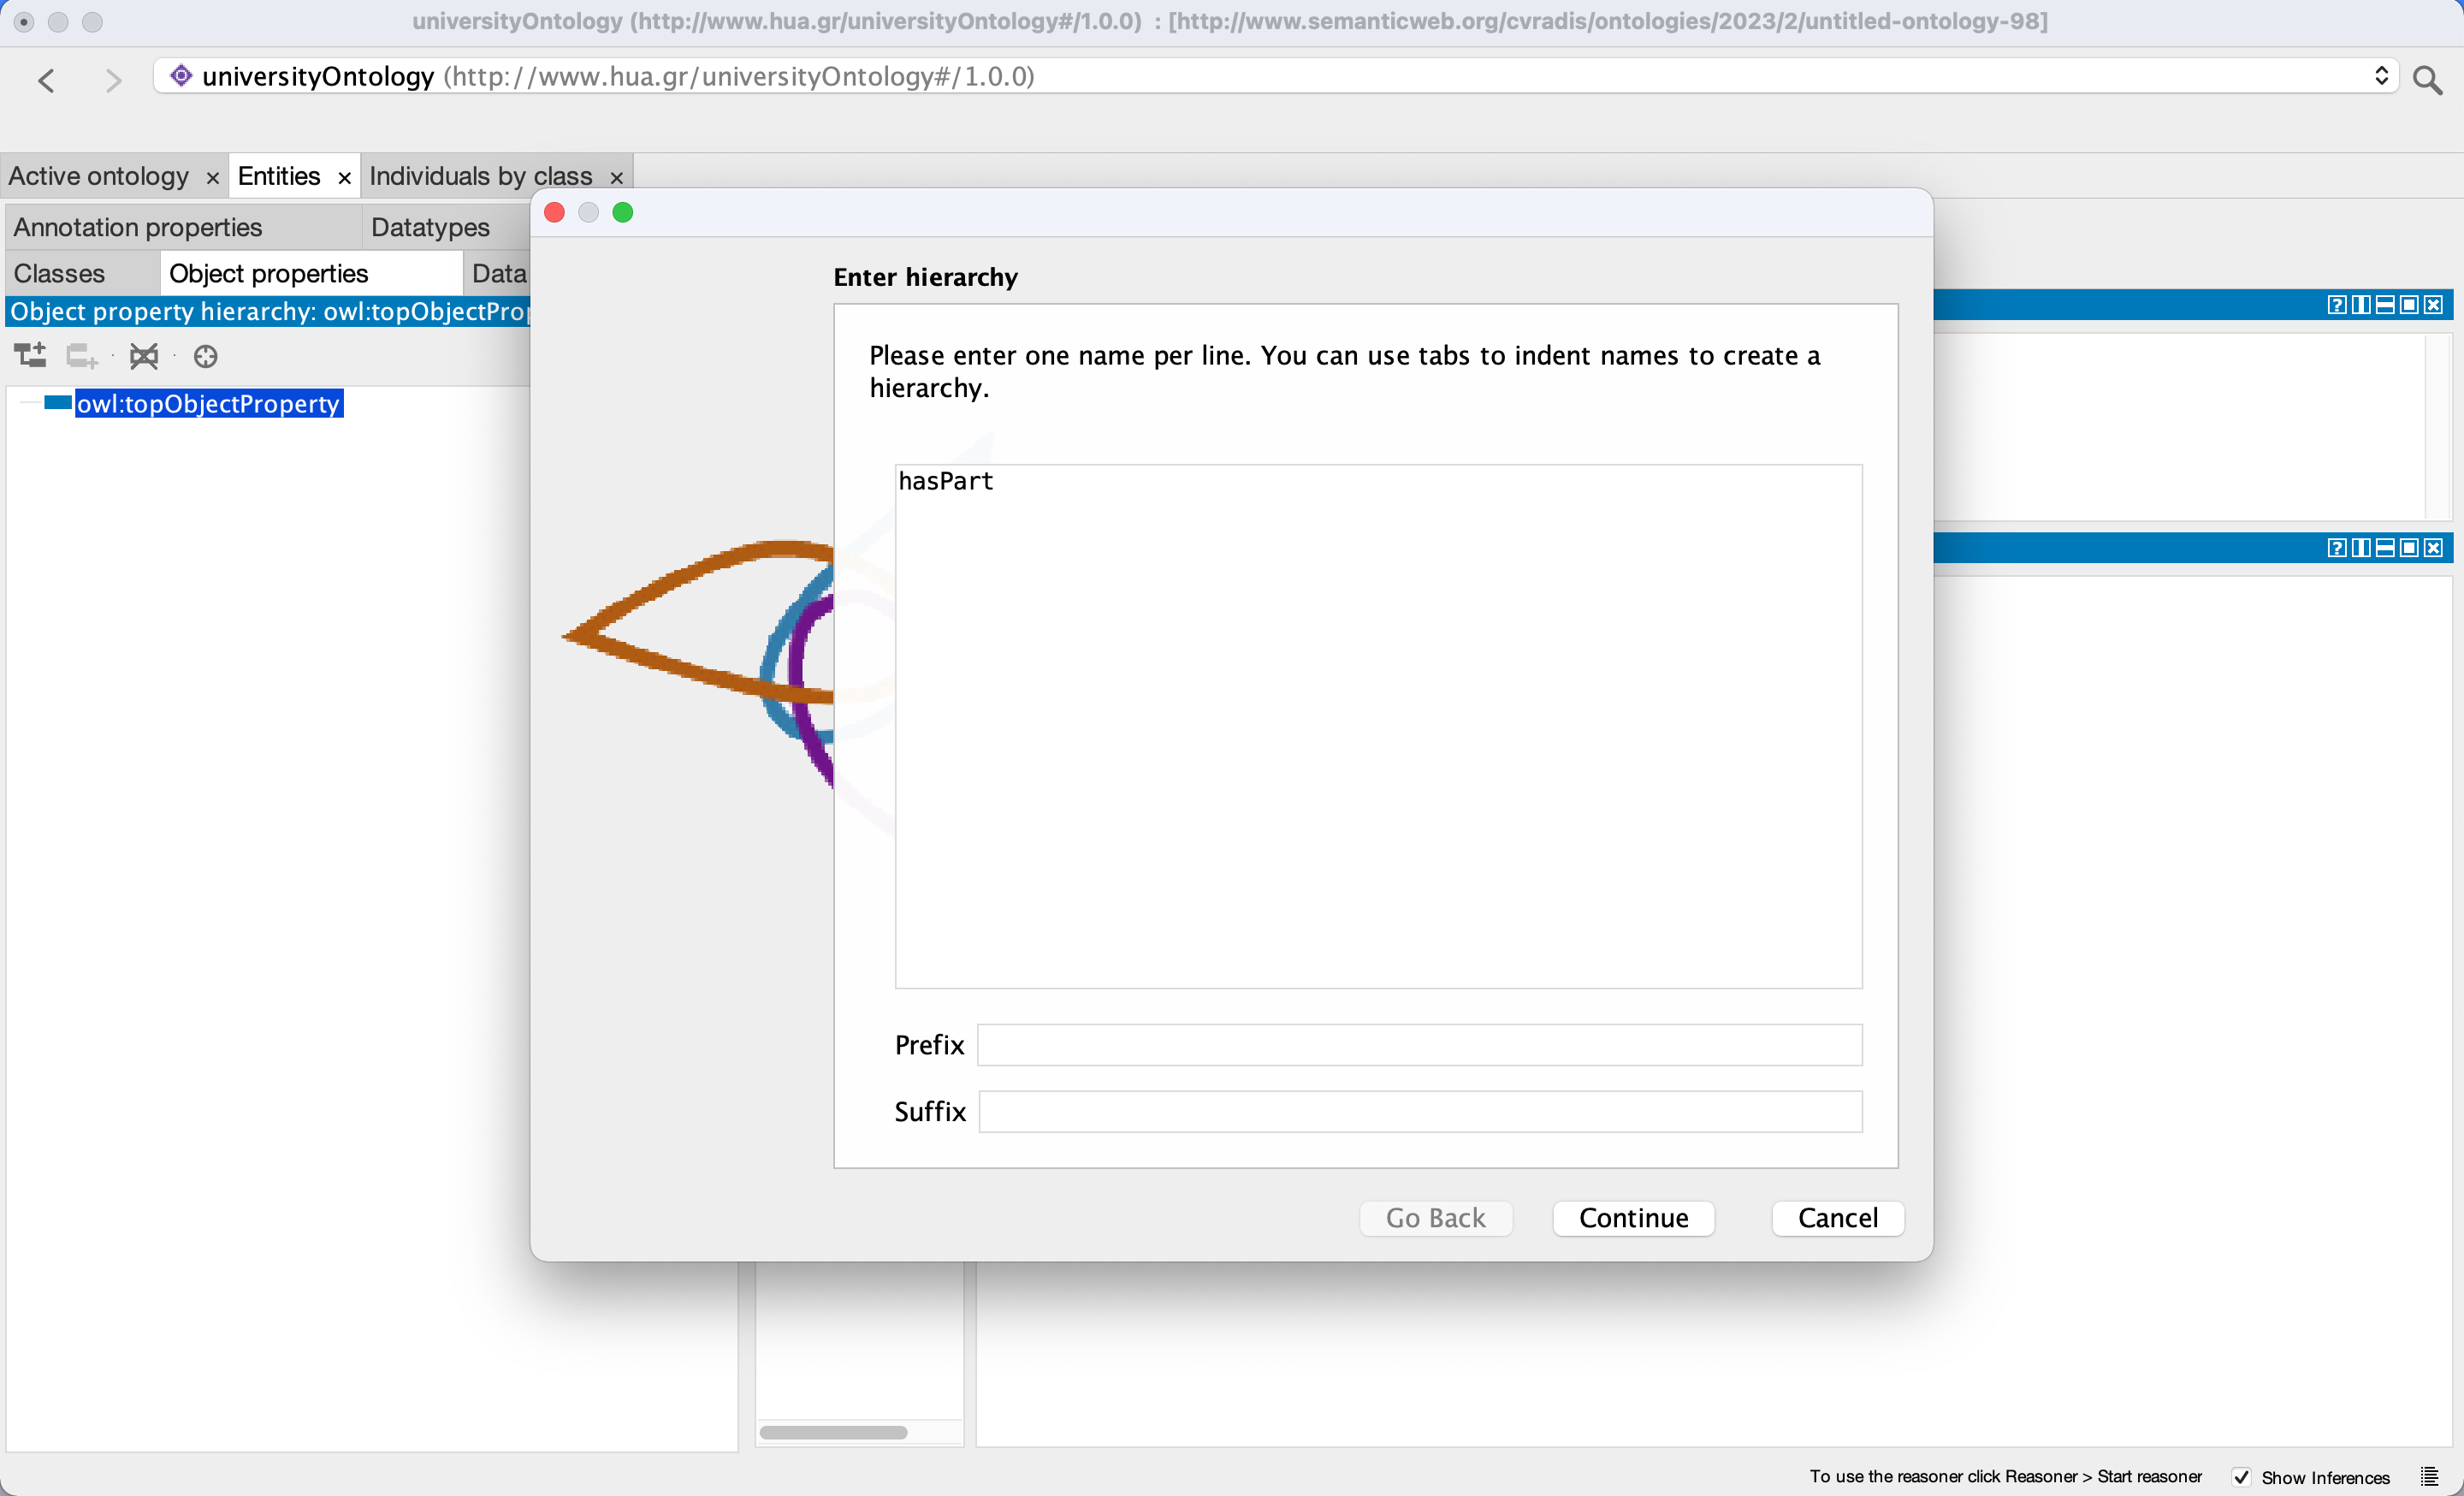 universityOntology (http://www.hua.gr/universityOntology#/1.0.0) : [http://www.semanticweb.org/cvradis/ontologies/2023/2/untitled-ontology-98]
universityOntology (http://www.hua.gr/universityOntology#/1.0.0)
Active ontology × Entities × Individuals by class ×
Annotation properties Datatypes
Classes Object properties Data
Object property hierarchy: owl:topObjectProp
owl:topObjectProperty
Enter hierarchy
Please enter one name per line. You can use tabs to indent names to create a
hierarchy.
hasPart
Prefix
Suffix
Go Back Continue Cancel
To use the reasoner click Reasoner > Start reasoner Show Inferences